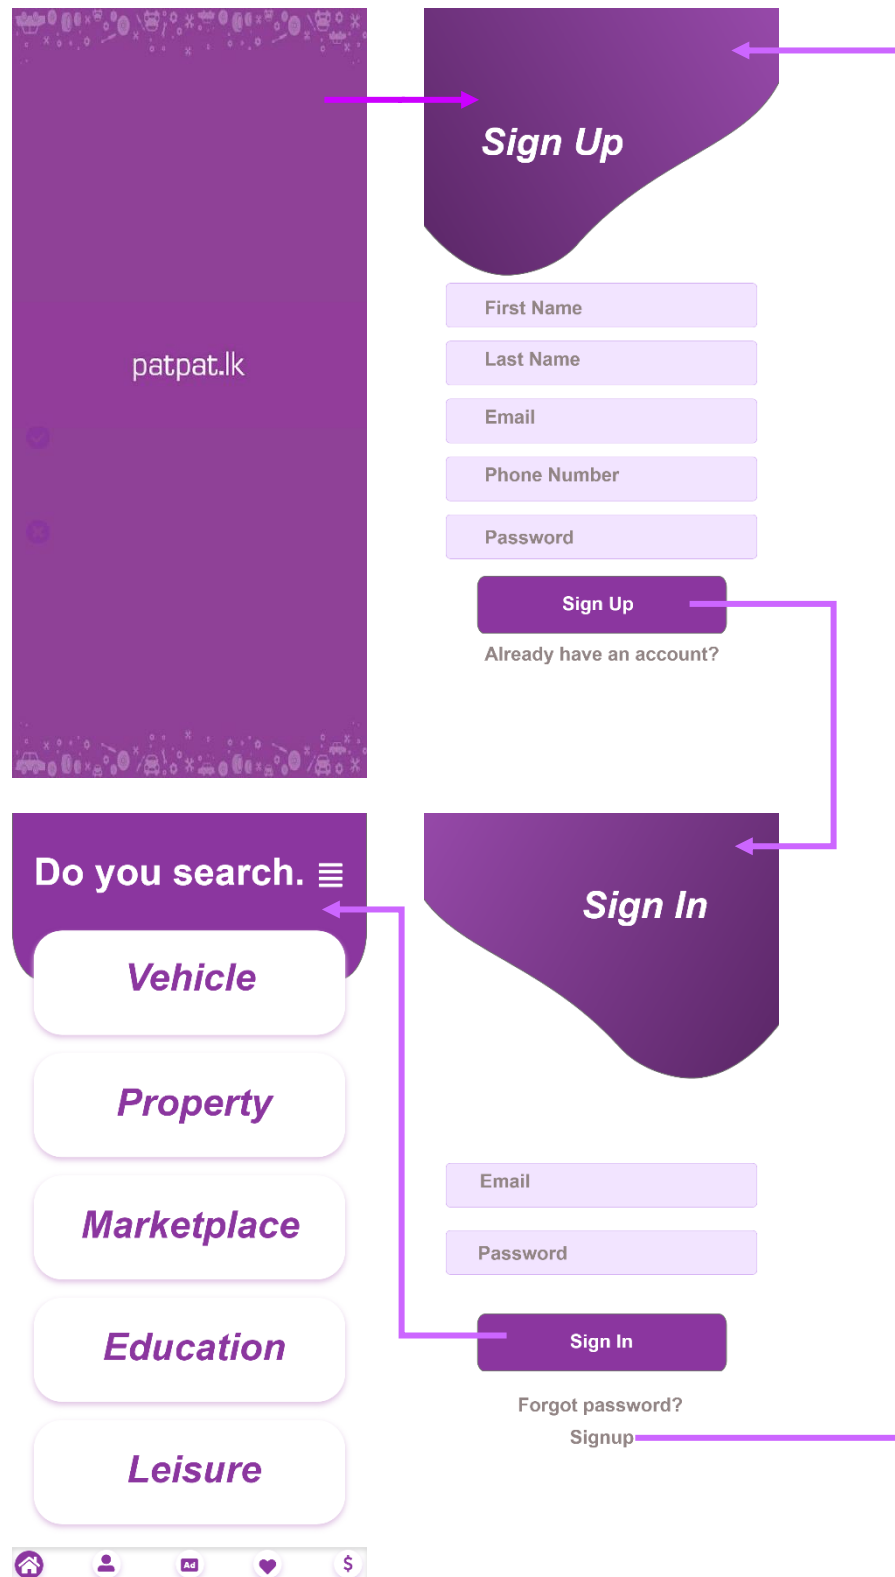 patpat.lk
Sign Up
First Name
Last Name
Email
Phone Number
Password
Sign Up
Already have an account?
Do you search.
Vehicle
Property
Marketplace
Education
Leisure
Ad
$
Sign In
Email
Password
Sign In
Forgot password?
Signup